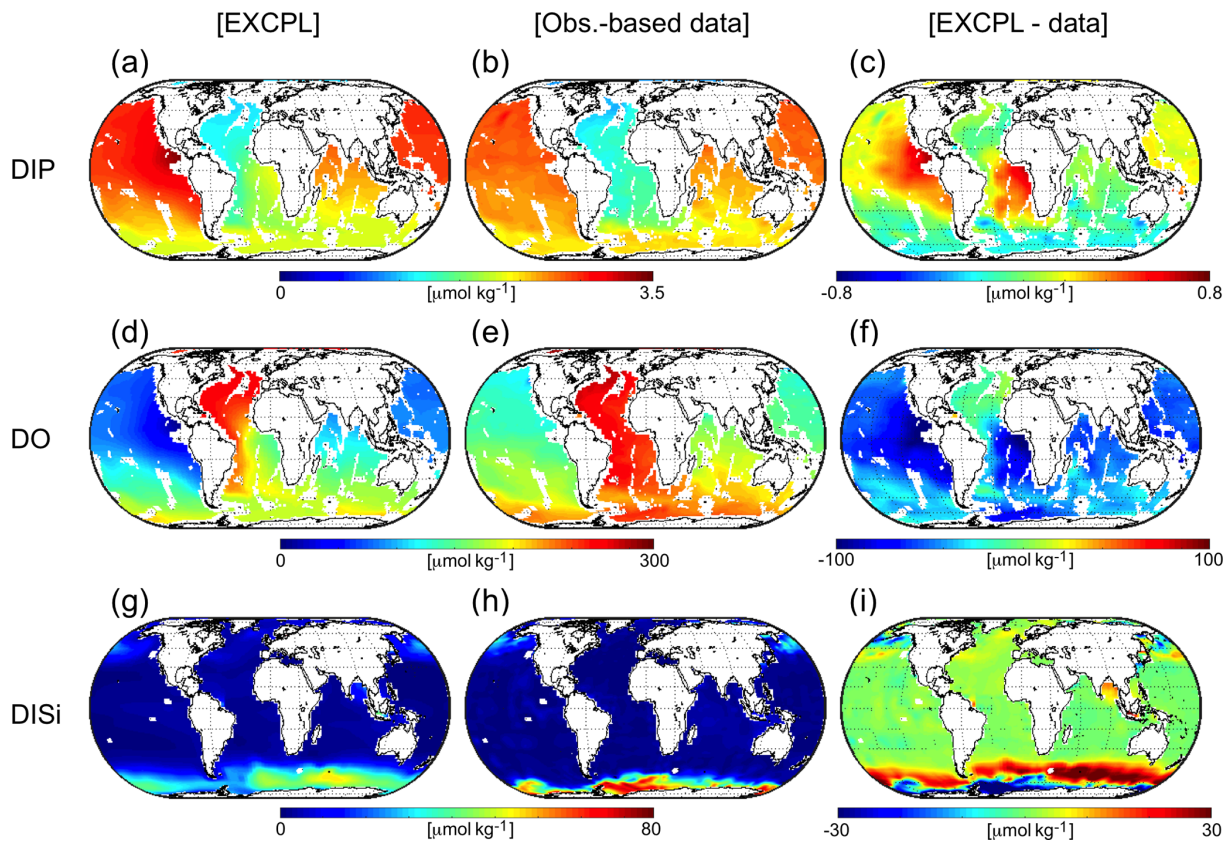 [EXCPL] [Obs.-based data] [EXCPL - data]
(a) (b) (c)
DIP
0 [μmol kg⁻¹] 3.5 -0.8 [μmol kg⁻¹] 0.8
(d) (e) (f)
DO
0 [μmol kg⁻¹] 300 -100 [μmol kg⁻¹] 100
(g) (h) (i)
DISi
0 [μmol kg⁻¹] 80 -30 [μmol kg⁻¹] 30